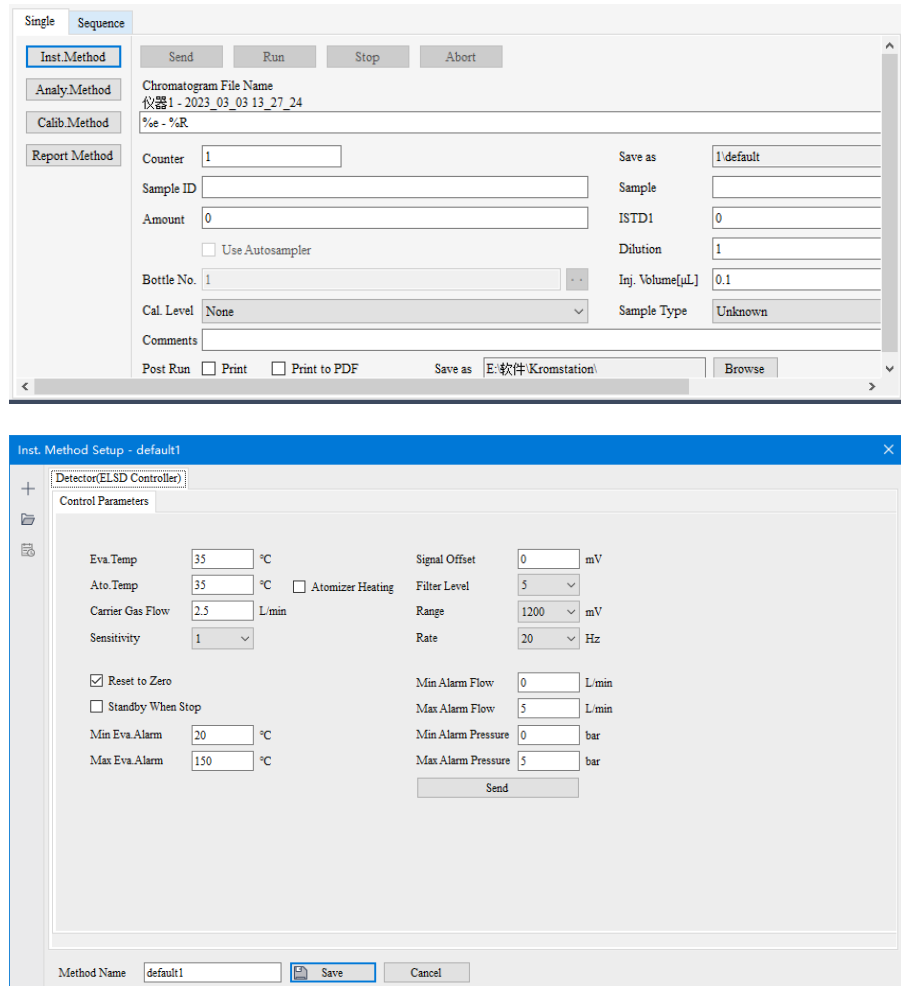 Single Sequence
Inst.Method Send Run Stop Abort
Analy.Method Chromatogram File Name
仪器1 - 2023_03_03 13_27_24
Calib.Method %e - %R
Report Method Counter 1 Save as 1\default
Sample ID Sample
Amount 0 ISTD1 0
Use Autosampler Dilution 1
Bottle No. 1 - - Inj. Volume[µL] 0.1
Cal. Level None Sample Type Unknown
Comments
Post Run Print Print to PDF Save as E:\软件\Kromstation\ Browse
Inst. Method Setup - default1
Detector(ELSD Controller)
Control Parameters
Eva.Temp 35 °C Signal Offset 0 mV
Ato.Temp 35 °C Atomizer Heating Filter Level 5
Carrier Gas Flow 2.5 L/min Range 1200 mV
Sensitivity 1 Rate 20 Hz
Reset to Zero Min Alarm Flow 0 L/min
Standby When Stop Max Alarm Flow 5 L/min
Min Eva.Alarm 20 °C Min Alarm Pressure 0 bar
Max Eva.Alarm 150 °C Max Alarm Pressure 5 bar
Send
Method Name default1 Save Cancel